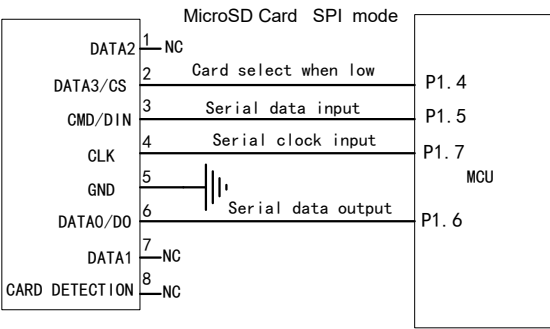 MicroSD Card SPI mode
DATA2 1 NC
DATA3/CS 2 Card select when low P1.4
CMD/DIN 3 Serial data input P1.5
CLK 4 Serial clock input P1.7
GND 5 MCU
DATA0/DO 6 Serial data output P1.6
DATA1 7 NC
CARD DETECTION 8 NC